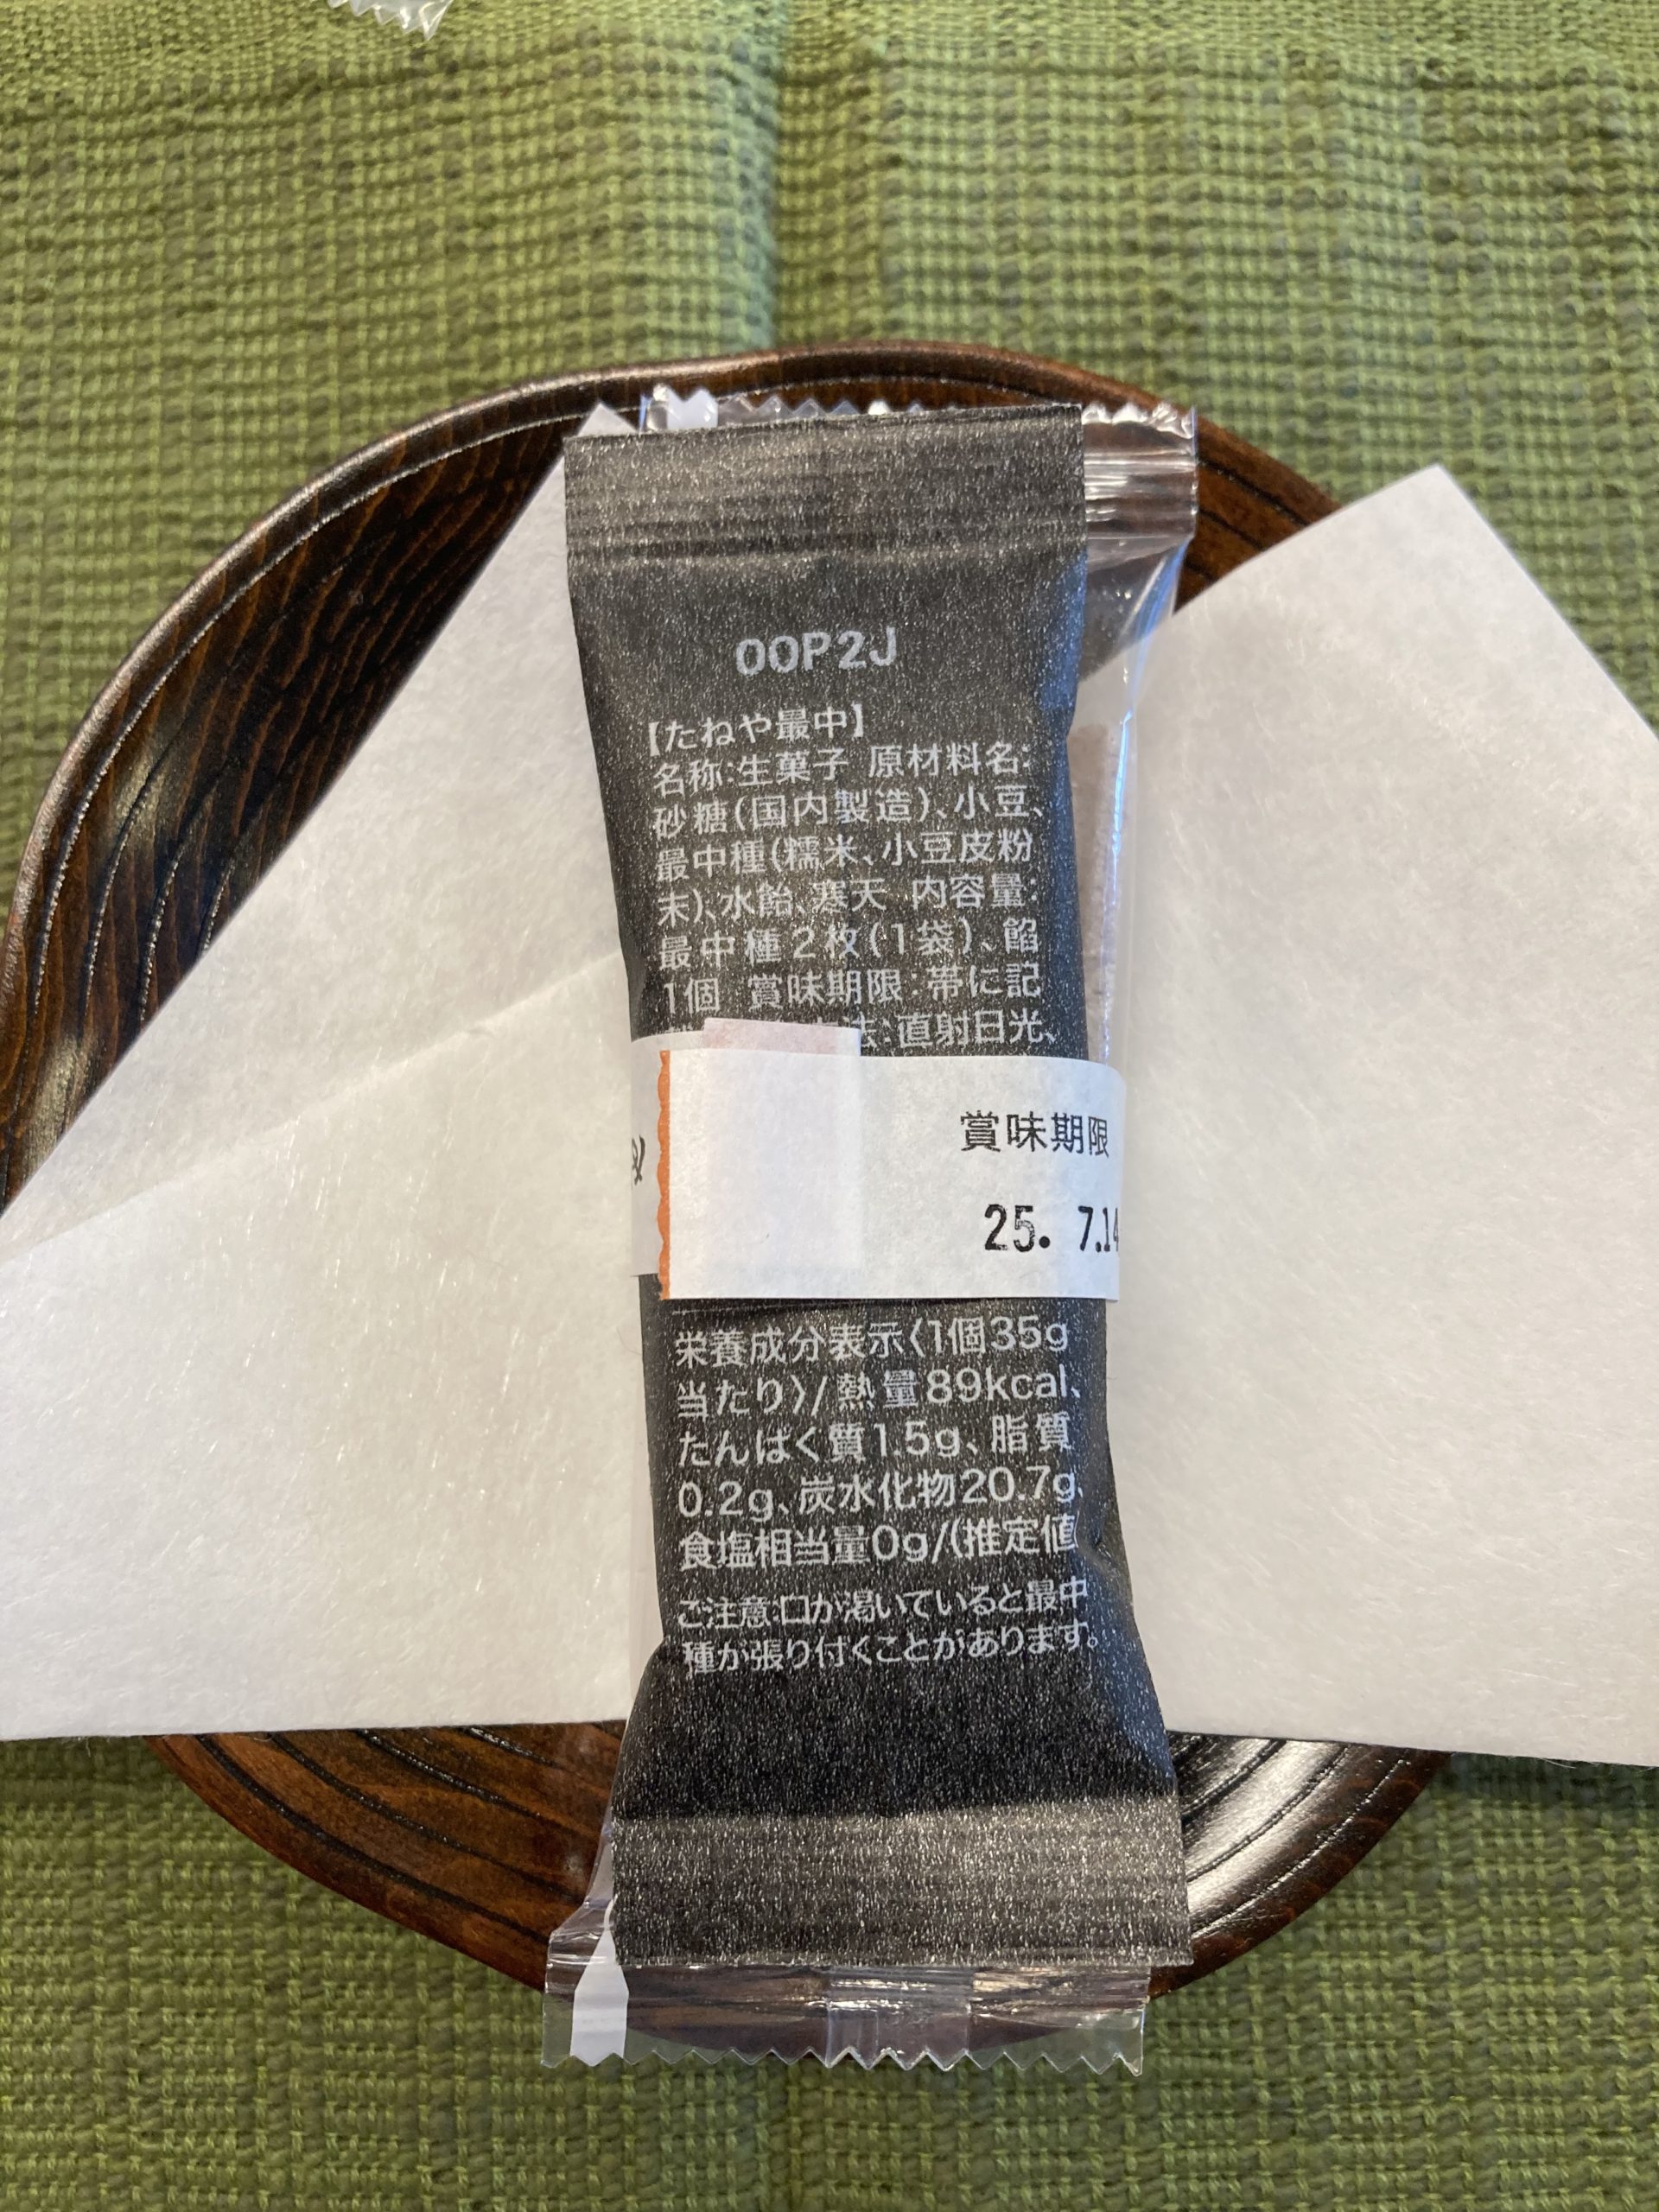 00P2J
【たねや最中】
名称:生菓子 原材料名:
砂糖(国内製造)、小豆、
最中種(糯米、小豆皮粉
末)、水飴、寒天 内容量:
最中種2枚(1袋)、餡
1個 賞味期限:帯に記
法:直射日光、
賞味期限
25. 7.14
栄養成分表示〈1個35g
当たり〉/熱量89kcal、
たんぱく質1.5g、脂質
0.2g、炭水化物20.7g、
食塩相当量0g/(推定値
ご注意:口が渇いていると最中
種が張り付くことがあります。